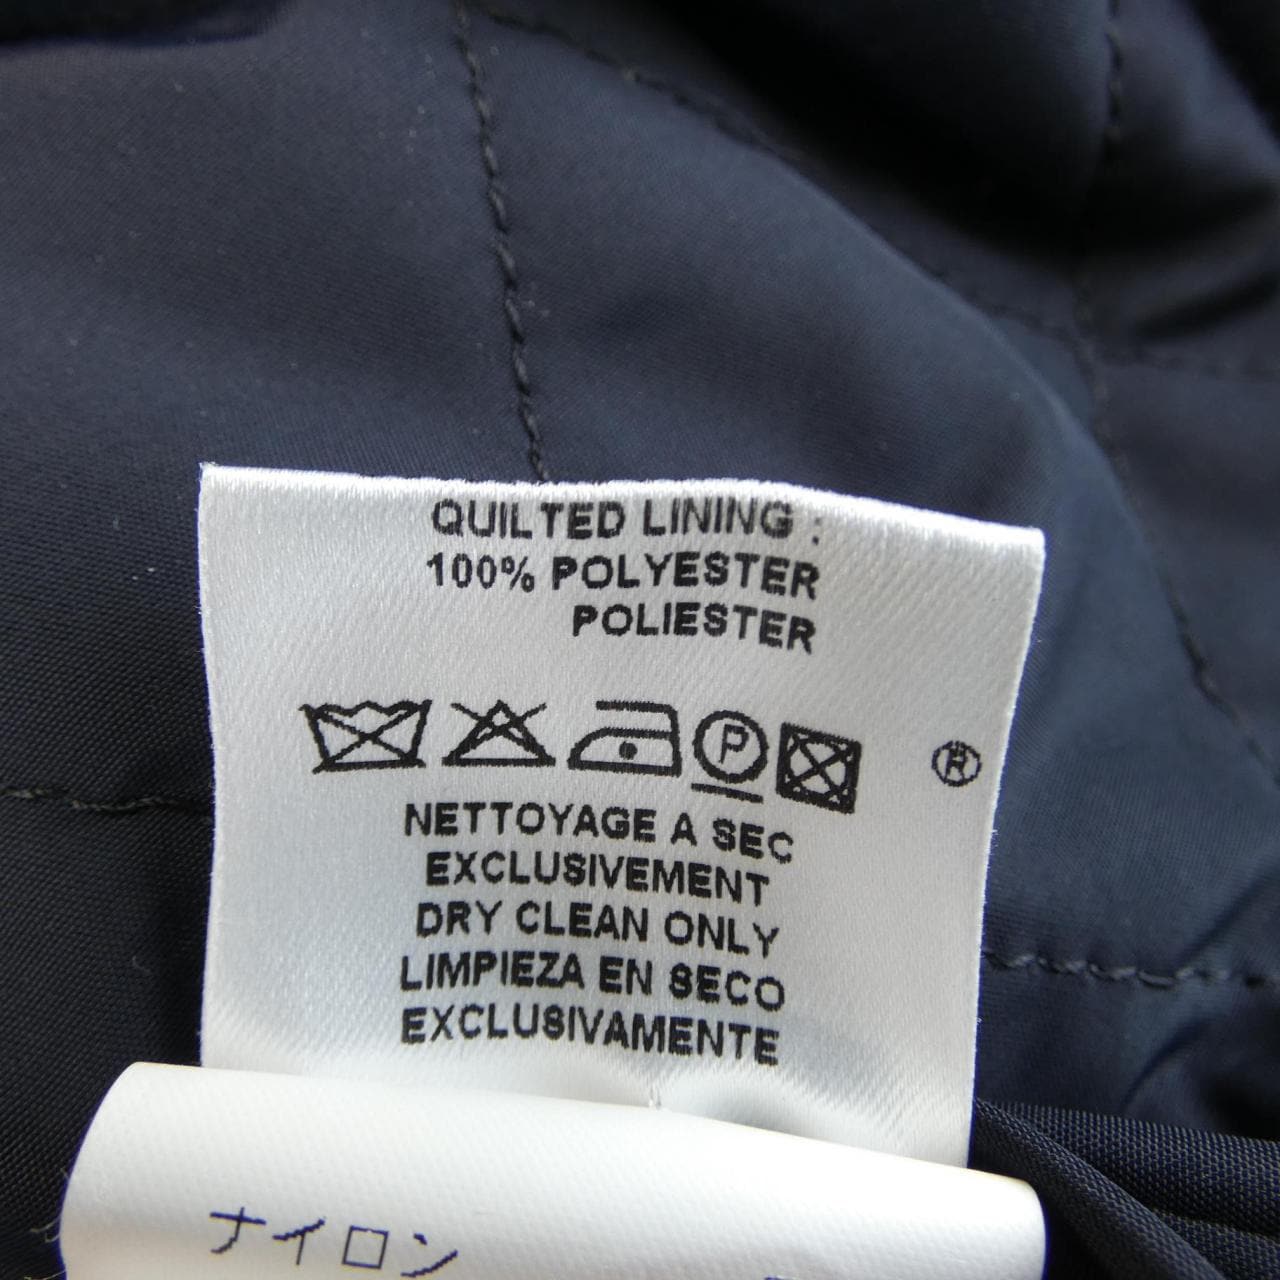 QUILTED LINING :
100% POLYESTER
POLIESTER
P
®
NETTOYAGE A SEC
EXCLUSIVEMENT
DRY CLEAN ONLY
LIMPIEZA EN SECO
EXCLUSIVAMENTE
ナイロン